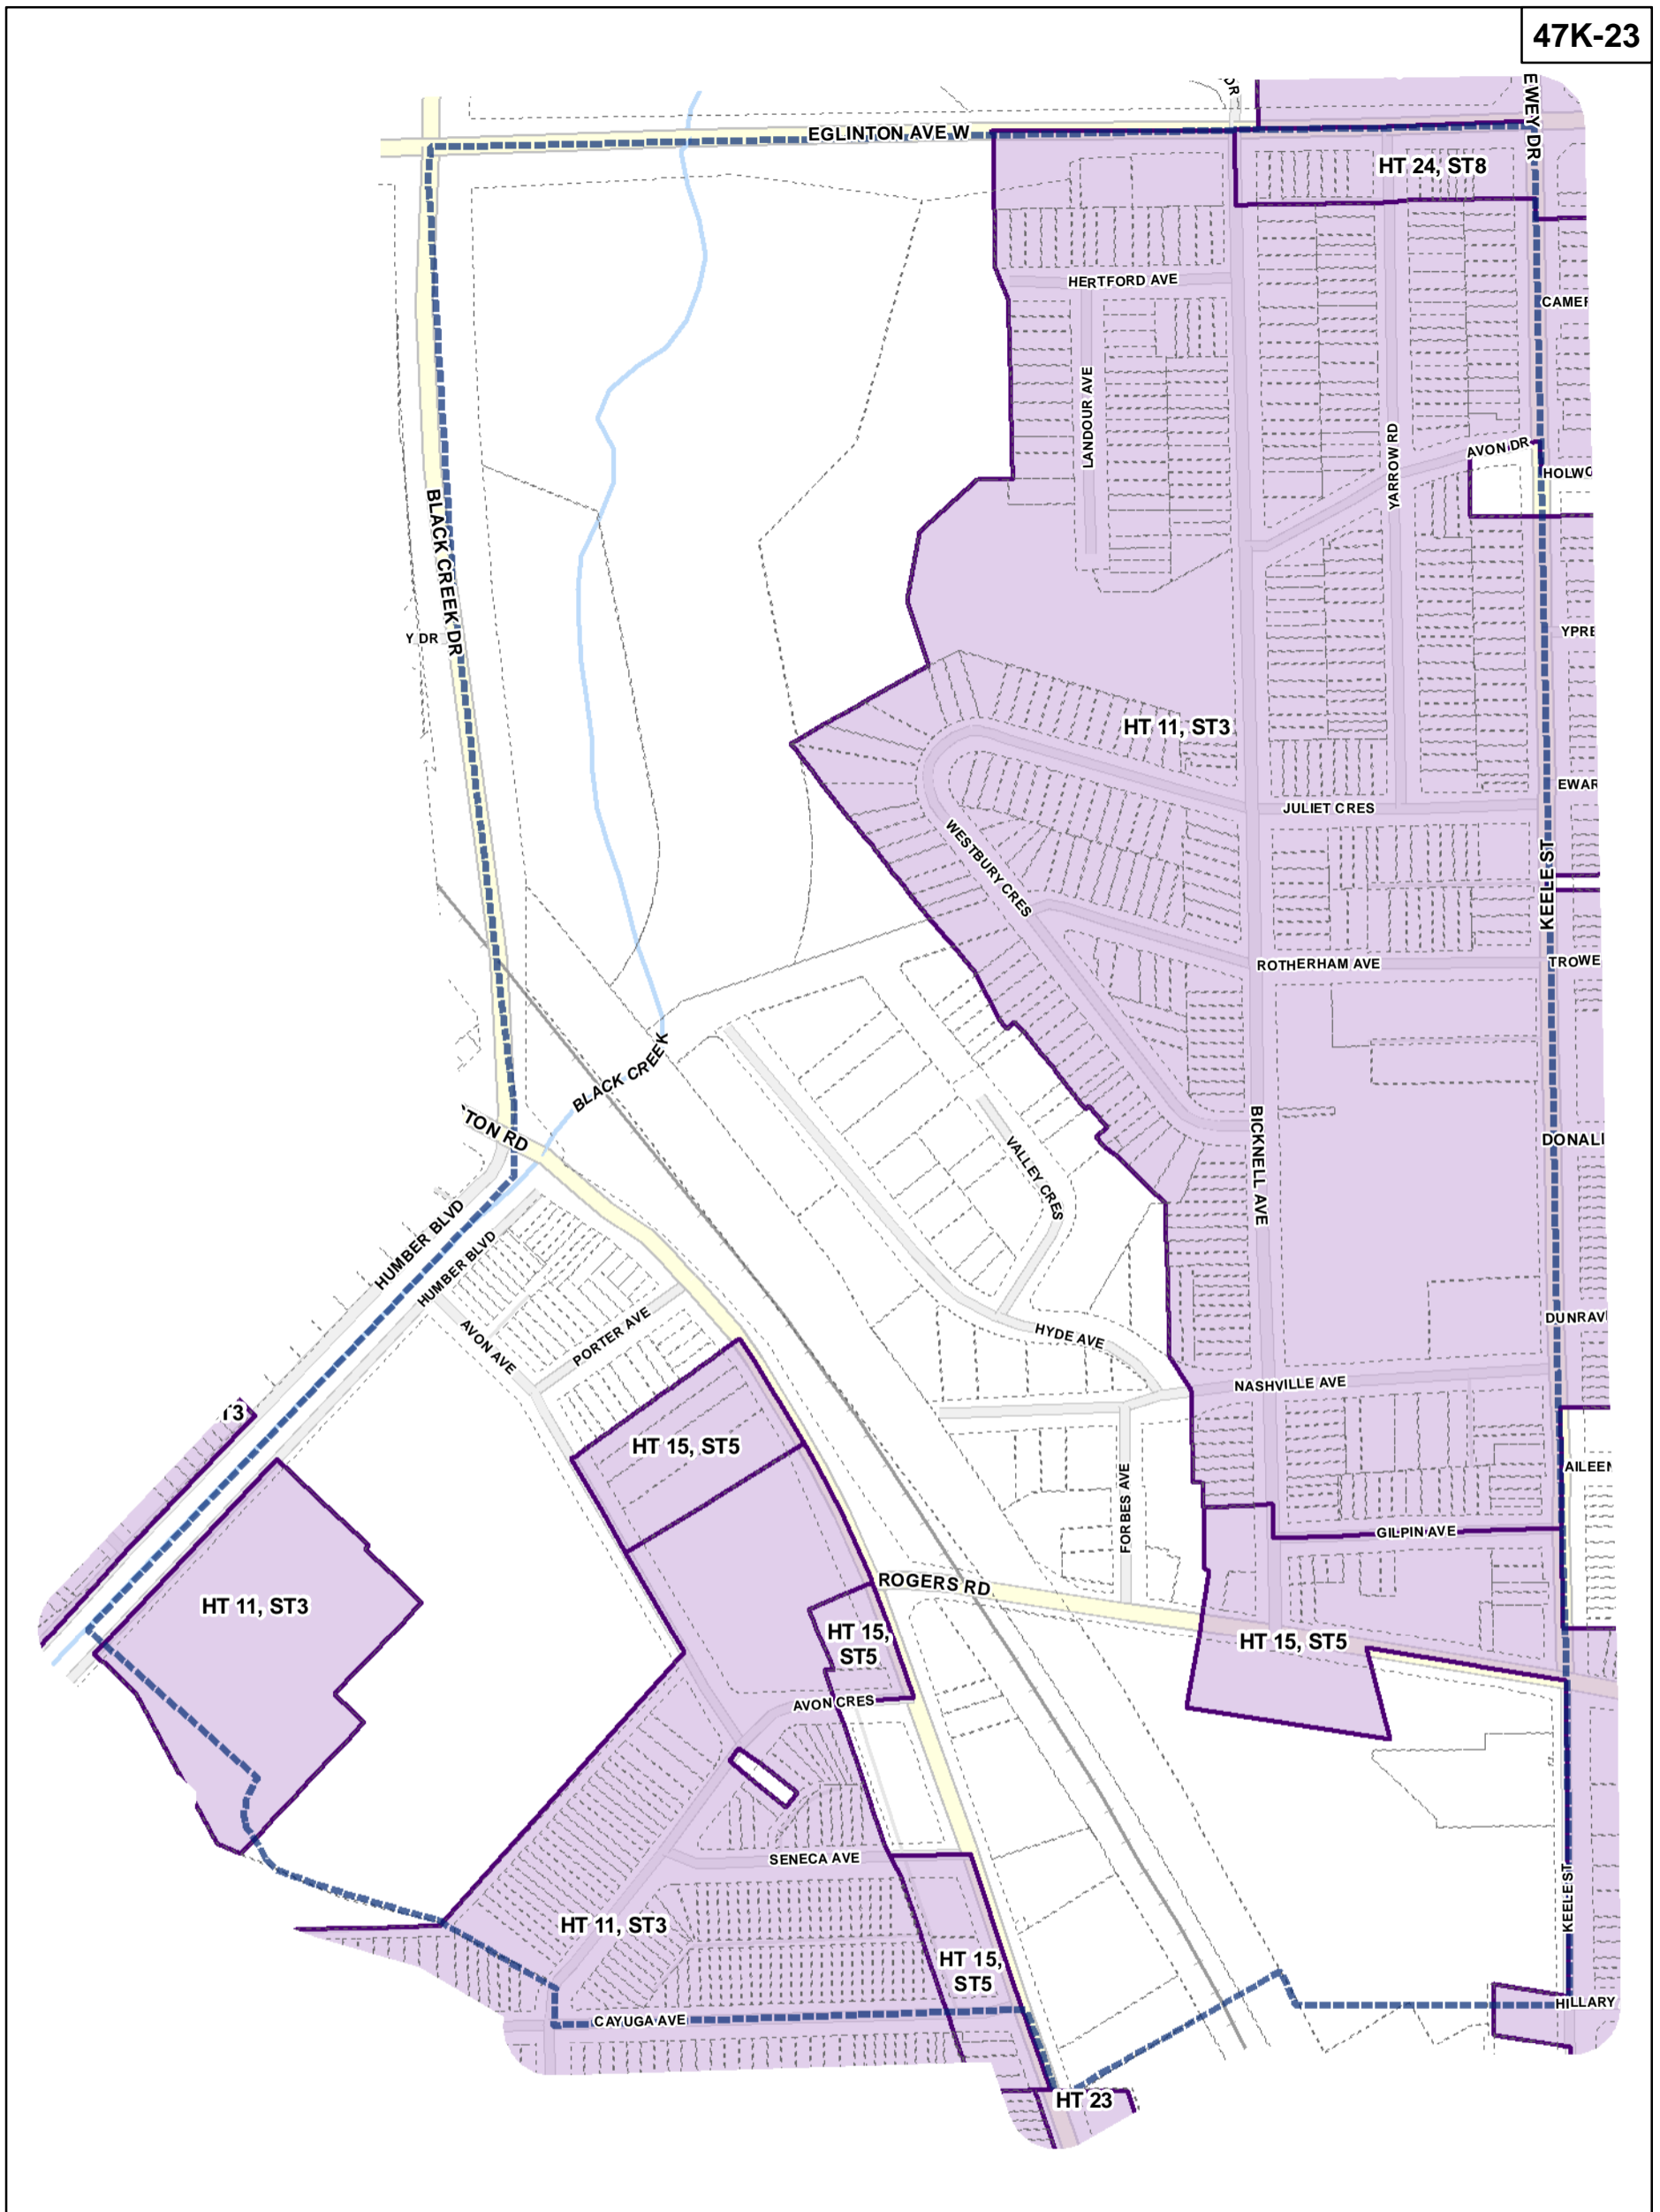 47K-23
DR
EWEY DR
EGLINTON AVE W
HT 24, ST8
HERTFORD AVE
CAMER
LANDOUR AVE
YARROW RD
AVON DR
HOLWO
BLACK CREEK DR
Y DR
YPRE
HT 11, ST3
EWAR
JULIET CRES
WESTBURY CRES
KEELE ST
ROTHERHAM AVE
TROWE
BLACK CREEK
TON RD
BICKNELL AVE
DONALI
VALLEY CRES
HUMBER BLVD
HUMBER BLVD
AVON AVE
PORTER AVE
HYDE AVE
DUNRAVI
NASHVILLE AVE
T3
HT 15, ST5
AILEEN
FORBES AVE
GILPIN AVE
ROGERS RD
HT 11, ST3
HT 15,
ST5
HT 15, ST5
AVON CRES
SENECA AVE
KEELE ST
HT 11, ST3
HT 15,
ST5
HILLARY
CAYUGA AVE
HT 23